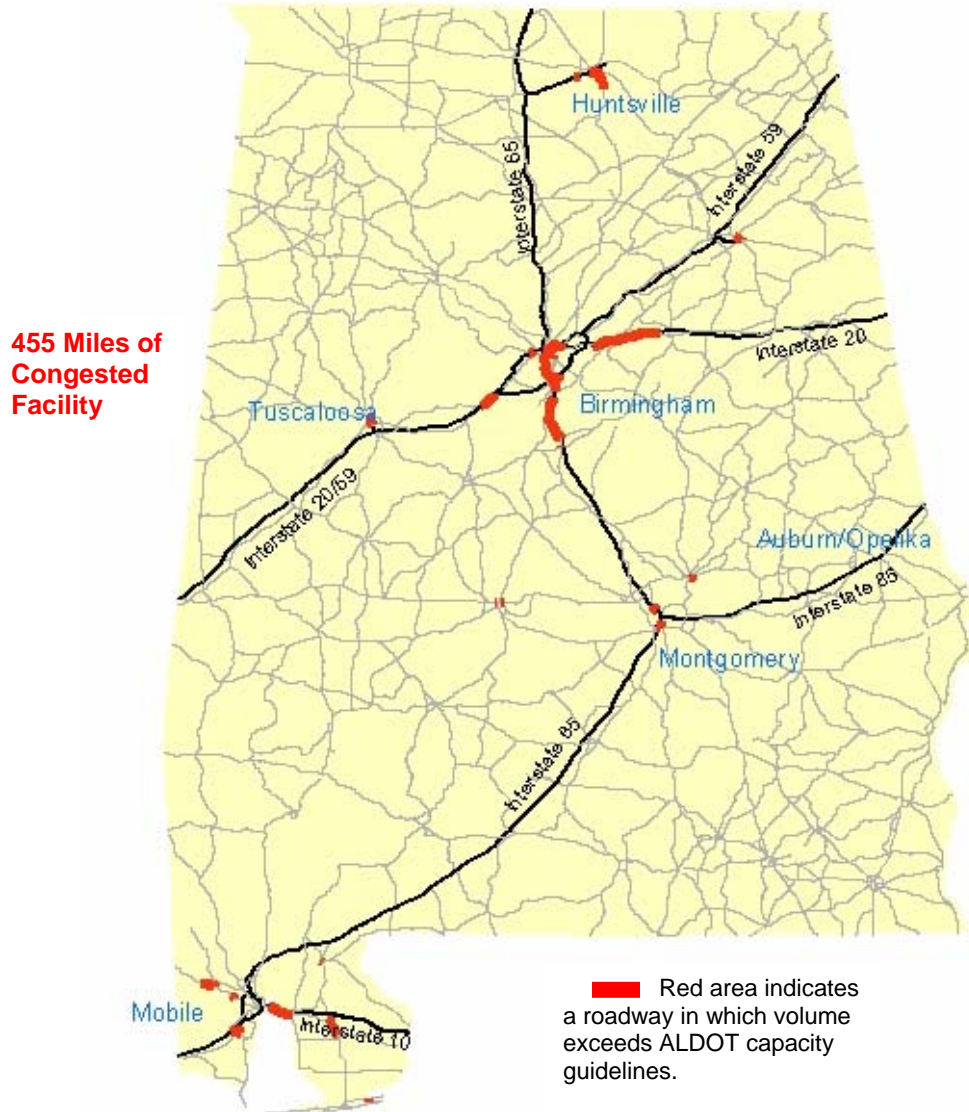 Huntsville
Interstate 65
Interstate 59
455 Miles of
Congested
Facility
Interstate 20
Tuscaloosa
Birmingham
Interstate 20/59
Auburn/Opelika
Interstate 85
Montgomery
Interstate 65
Mobile
Interstate 10
Red area indicates
a roadway in which volume
exceeds ALDOT capacity
guidelines.